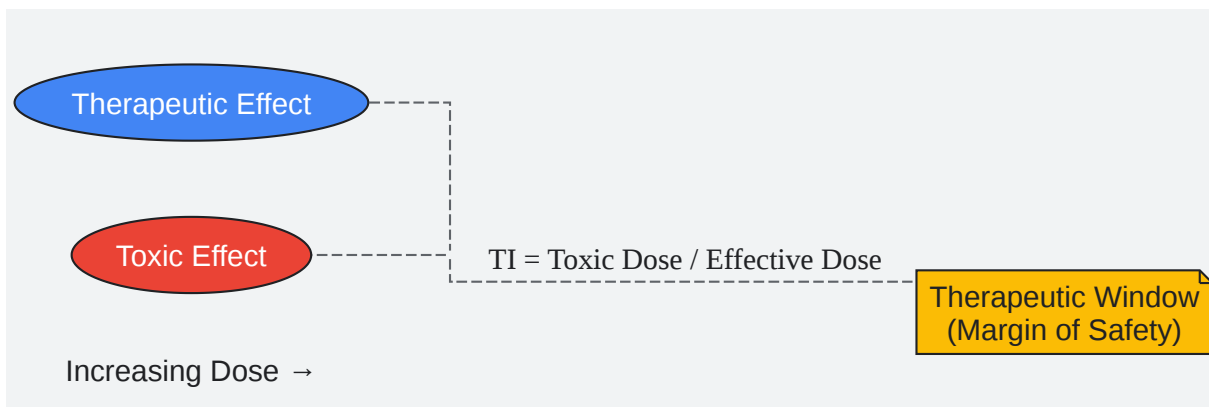 Therapeutic Effect
Toxic Effect
TI = Toxic Dose / Effective Dose
Therapeutic Window
(Margin of Safety)
Increasing Dose →